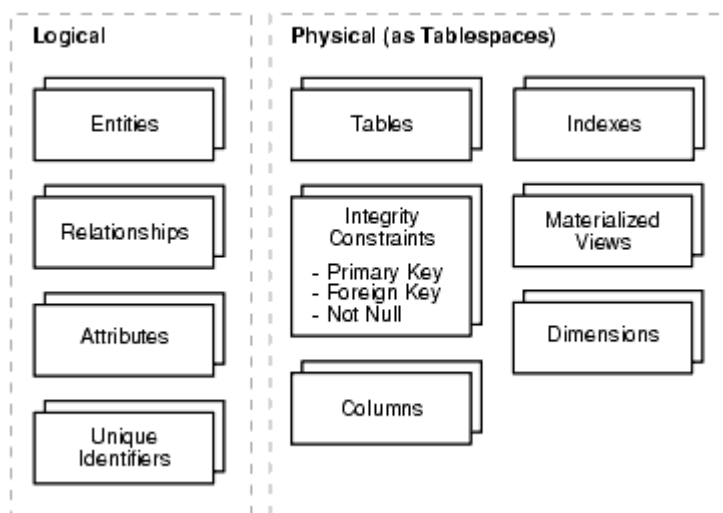 Logical
Entities
Relationships
Attributes
Unique
Identifiers
Physical (as Tablespaces)
Tables
Integrity
Constraints
- Primary Key
- Foreign Key
- Not Null
Columns
Indexes
Materialized
Views
Dimensions